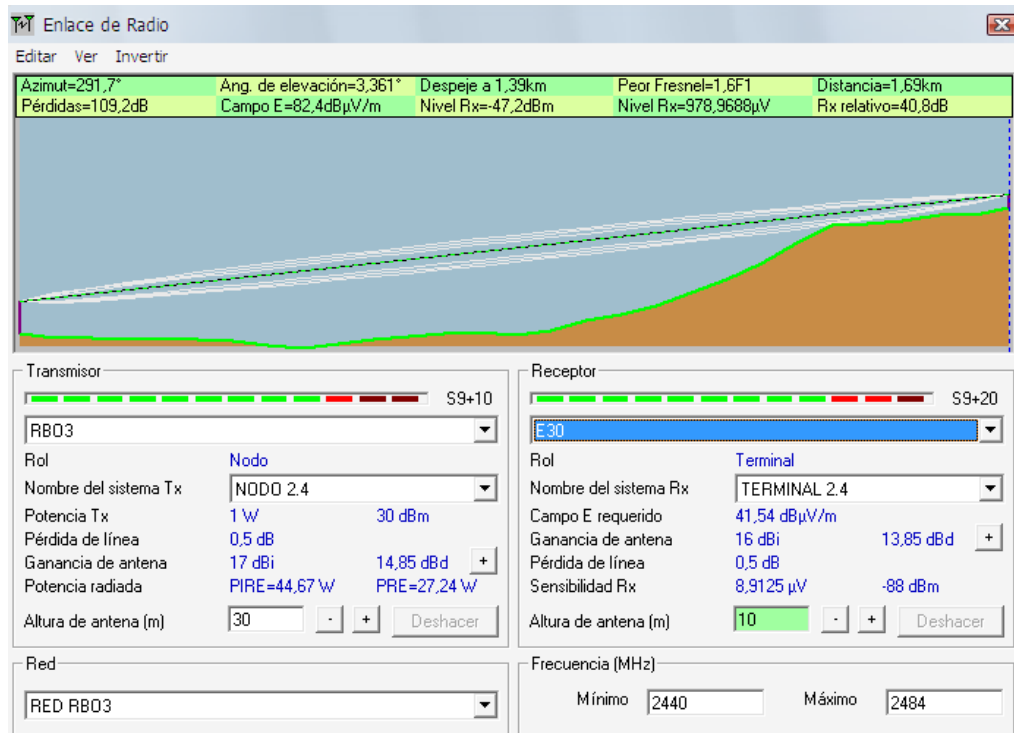 Enlace de Radio
Editar Ver Invertir
Azimut=291,7° Ang. de elevación=3,361° Despeje a 1,39km Peor Fresnel=1,6F1 Distancia=1,69km
Pérdidas=109,2dB Campo E=82,4dBµV/m Nivel Rx=-47,2dBm Nivel Rx=978,9688µV Rx relativo=40,8dB
Transmisor
S9+10
RBO3
Rol Nodo
Nombre del sistema Tx NODO 2.4
Potencia Tx 1 W 30 dBm
Pérdida de línea 0,5 dB
Ganancia de antena 17 dBi 14,85 dBd +
Potencia radiada PIRE=44,67 W PRE=27,24 W
Altura de antena (m) 30 - + Deshacer
Receptor
S9+20
E30
Rol Terminal
Nombre del sistema Rx TERMINAL 2.4
Campo E requerido 41,54 dBµV/m
Ganancia de antena 16 dBi 13,85 dBd +
Pérdida de línea 0,5 dB
Sensibilidad Rx 8,9125 µV -88 dBm
Altura de antena (m) 10 - + Deshacer
Red
RED RBO3
Frecuencia (MHz)
Mínimo 2440 Máximo 2484